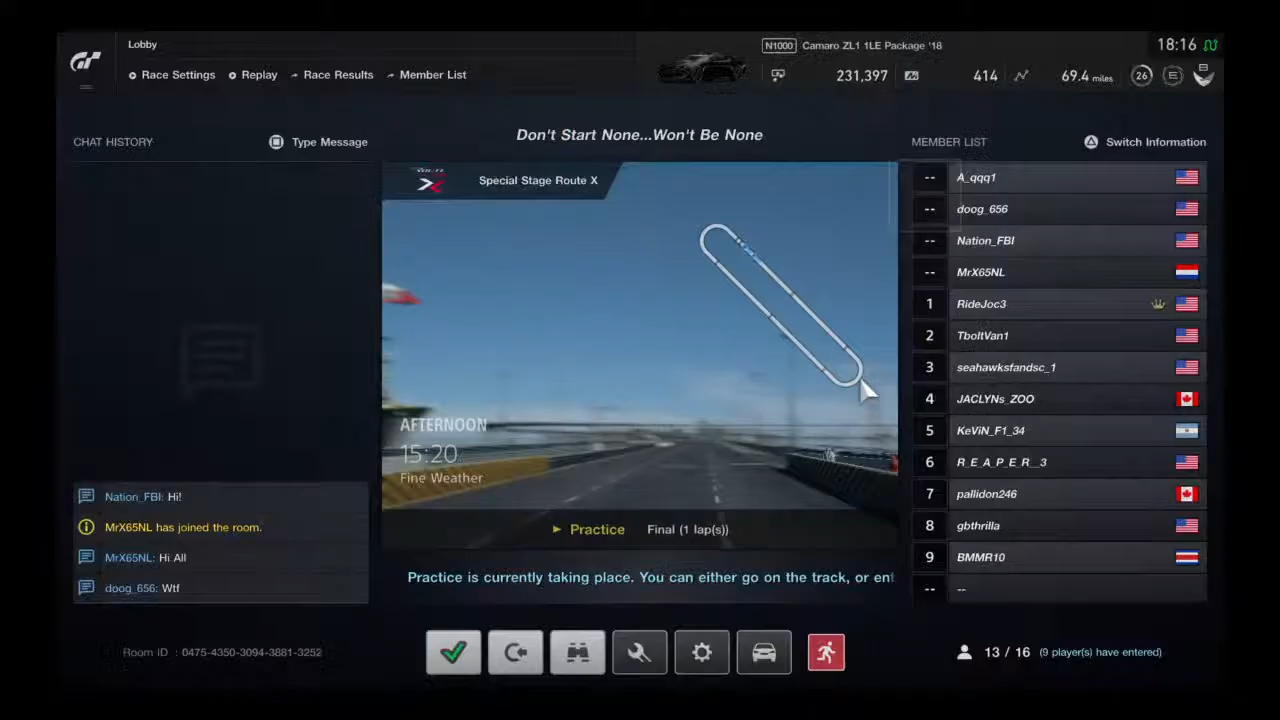 Lobby
Race Settings Replay Race Results Member List
N1000 Camaro ZL1 1LE Package '18
231,397 414 69.4 miles 26 E
18:16
CHAT HISTORY Type Message
Don't Start None...Won't Be None
MEMBER LIST Switch Information
Special Stage Route X
AFTERNOON
15:20
Fine Weather
Practice Final (1 lap(s))
Practice is currently taking place. You can either go on the track, or ent
Nation_FBI: Hi!
MrX65NL has joined the room.
MrX65NL: Hi All
doog_656: Wtf
-- A_qqq1
-- doog_656
-- Nation_FBI
-- MrX65NL
1 RideJoc3
2 TboltVan1
3 seahawksfandsc_1
4 JACLYNs_ZOO
5 KeViN_F1_34
6 R_E_A_P_E_R__3
7 pallidon246
8 gbthrilla
9 BMMR10
-- --
Room ID : 0475-4350-3094-3881-3252
13 / 16 (9 player(s) have entered)